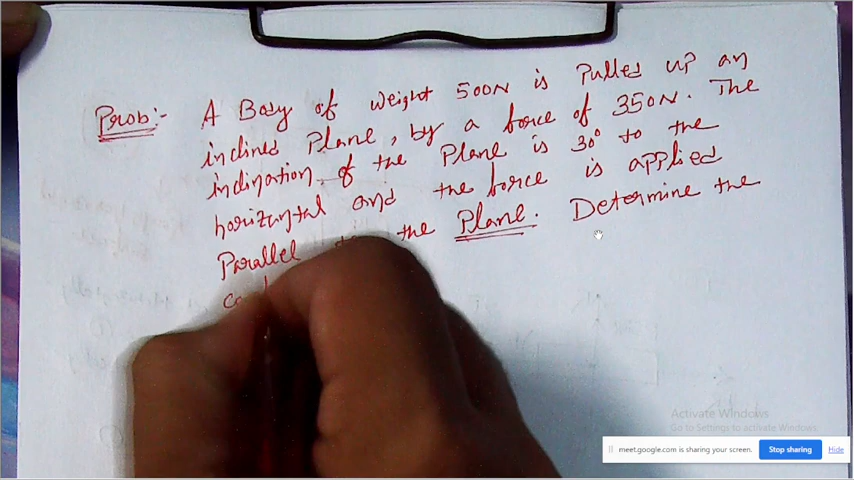 Prob:- A Body of weight 500N is Pulled up an
inclined Plane, by a force of 350N. The
inclination of the Plane is 30° to the
horizontal and the force is applied
Parallel the Plane. Determine the
Activate Windows
Go to Settings to activate Windows.
meet.google.com is sharing your screen. Stop sharing Hide